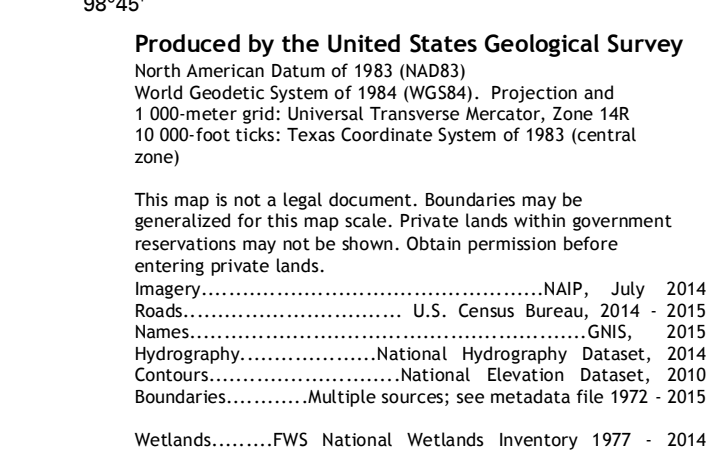 98°45'
Produced by the United States Geological Survey
North American Datum of 1983 (NAD83)
World Geodetic System of 1984 (WGS84).  Projection and
1 000-meter grid: Universal Transverse Mercator, Zone 14R
10 000-foot ticks: Texas Coordinate System of 1983 (central
zone)
This map is not a legal document. Boundaries may be
generalized for this map scale. Private lands within government
reservations may not be shown. Obtain permission before
entering private lands.
Imagery..................................................NAIP, July 2014
Roads................................ U.S. Census Bureau, 2014 - 2015
Names..........................................................GNIS, 2015
Hydrography....................National Hydrography Dataset, 2014
Contours............................National Elevation Dataset, 2010
Boundaries............Multiple sources; see metadata file 1972 - 2015
Wetlands.........FWS National Wetlands Inventory 1977 - 2014